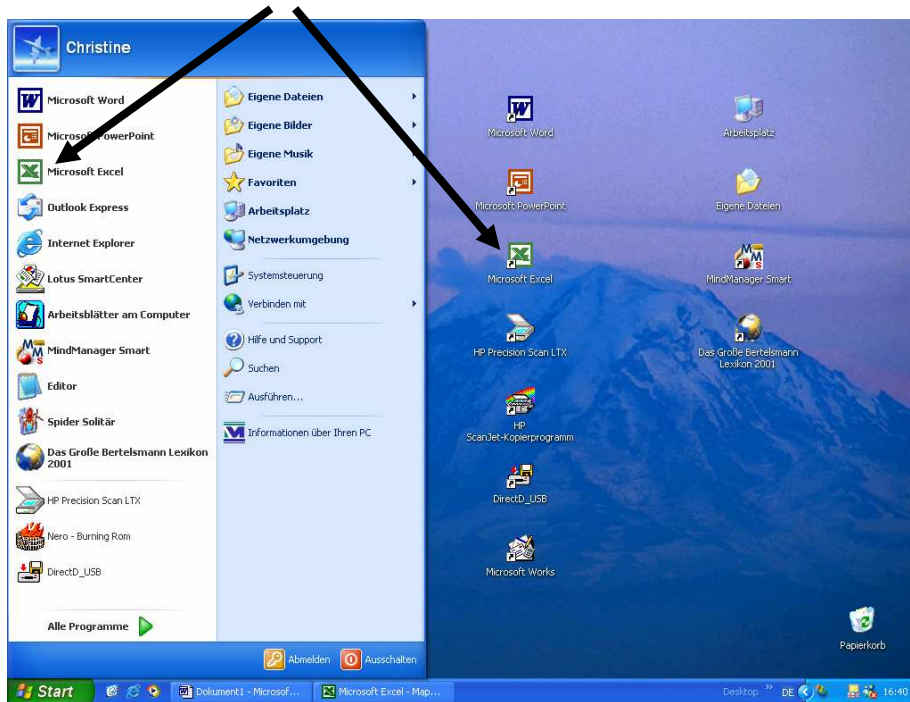 Christine
Microsoft Word
Microsoft PowerPoint
Microsoft Excel
Outlook Express
Internet Explorer
Lotus SmartCenter
Arbeitsblätter am Computer
MindManager Smart
Editor
Spider Solitär
Das Große Bertelsmann Lexikon
2001
HP Precision Scan LTX
Nero - Burning Rom
DirectD_USB
Alle Programme
Eigene Dateien
Eigene Bilder
Eigene Musik
Favoriten
Arbeitsplatz
Netzwerkumgebung
Systemsteuerung
Verbinden mit
Hilfe und Support
Suchen
Ausführen...
Informationen über Ihren PC
Abmelden
Ausschalten
Microsoft Word
Microsoft PowerPoint
Microsoft Excel
HP Precision Scan LTX
HP
ScanJet-Kopierprogramm
DirectD_USB
Microsoft Works
Arbeitsplatz
Eigene Dateien
MindManager Smart
Das Große Bertelsmann
Lexikon 2001
Papierkorb
Start
Dokument1 - Microsof...
Microsoft Excel - Map...
Desktop
DE
16:40